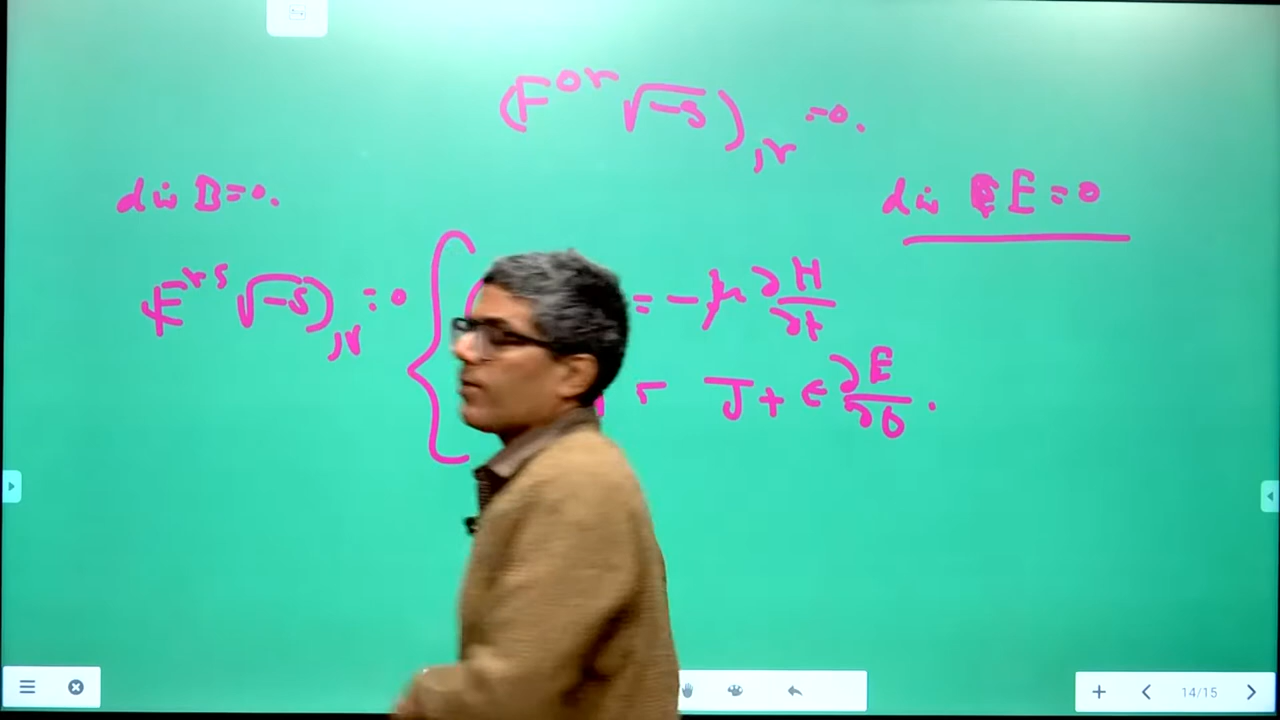 (F^{0r} √-g)_{,r} = 0.
div B = 0.
div E = 0
F^{rs} √-g)_{,r} = 0
= -μ ∂H/∂t
= J + ε ∂E/∂t.
14/15